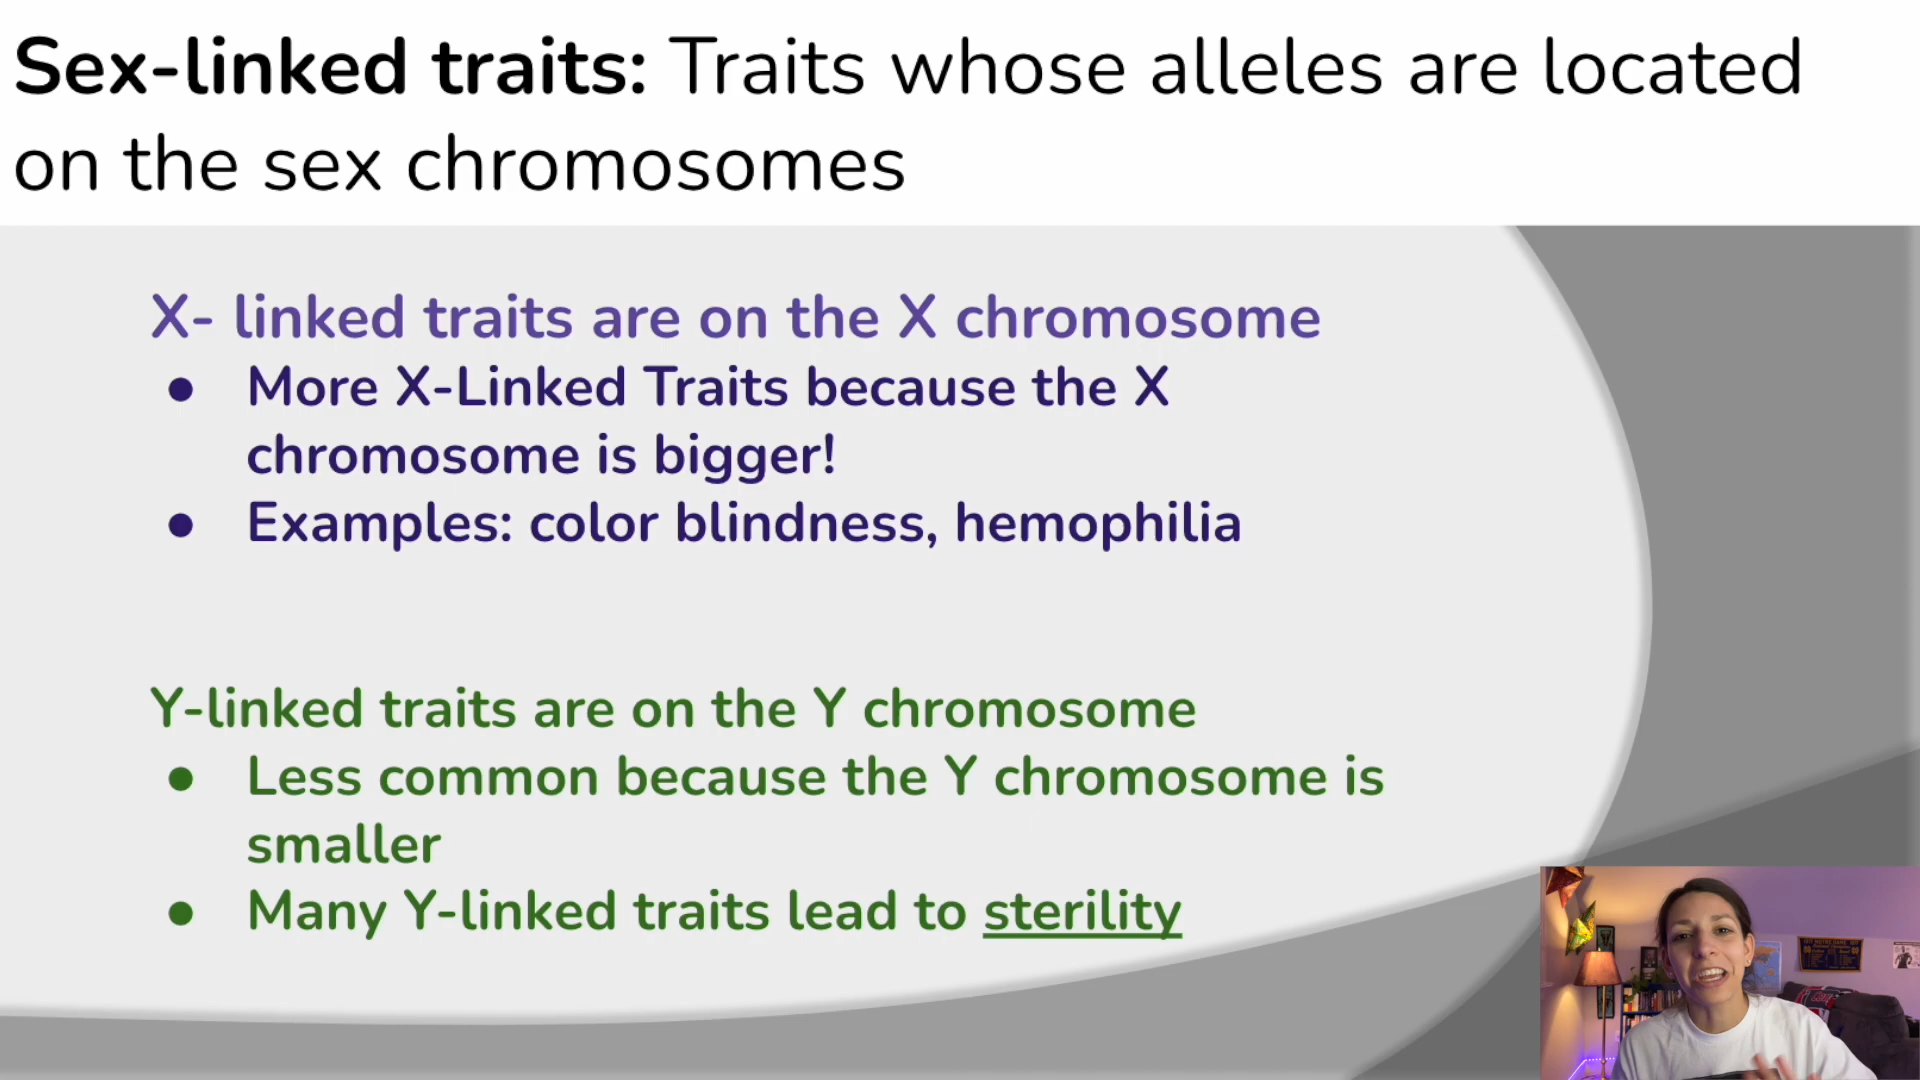 Sex-linked traits: Traits whose alleles are located
on the sex chromosomes
X- linked traits are on the X chromosome
● More X-Linked Traits because the X
chromosome is bigger!
● Examples: color blindness, hemophilia
Y-linked traits are on the Y chromosome
● Less common because the Y chromosome is
smaller
● Many Y-linked traits lead to sterility